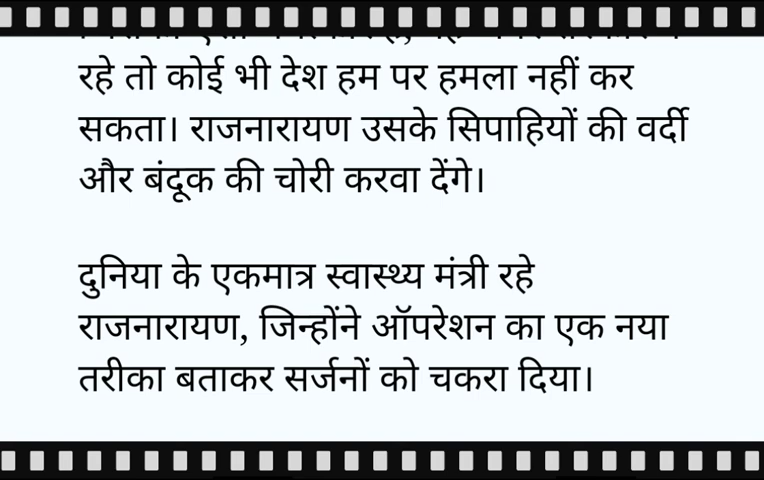 रहे तो कोई भी देश हम पर हमला नहीं कर
सकता। राजनारायण उसके सिपाहियों की वर्दी
और बंदूक की चोरी करवा देंगे।
दुनिया के एकमात्र स्वास्थ्य मंत्री रहे
राजनारायण, जिन्होंने ऑपरेशन का एक नया
तरीका बताकर सर्जनों को चकरा दिया।